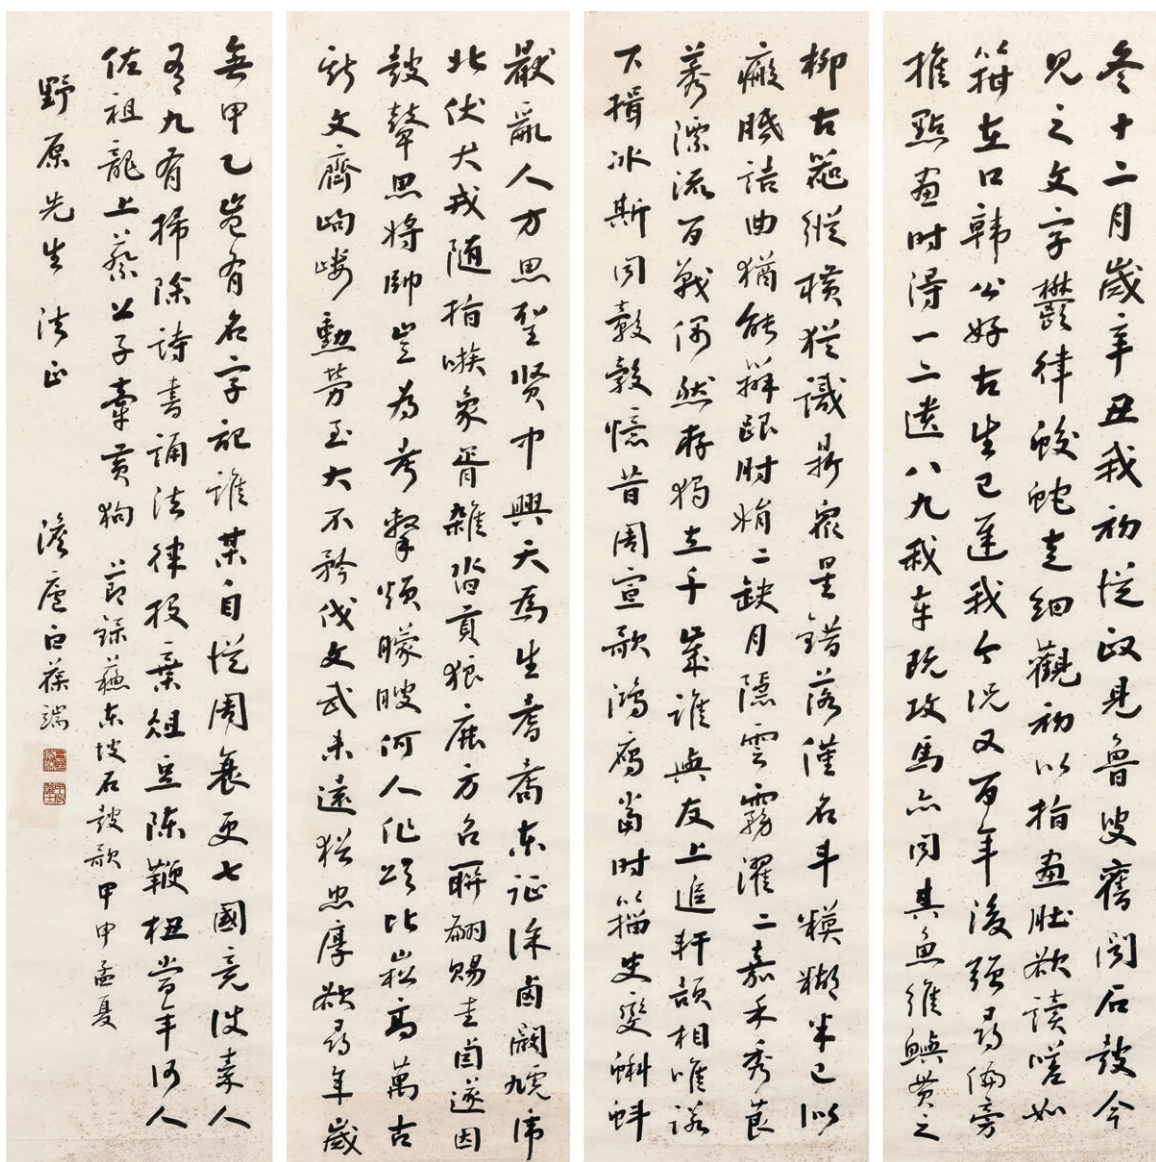 冬十二月歲辛丑我初從政見魯叟舊聞石鼓今
見之文字鬱律蛟蛇走細觀初以指畫肚欲讀嗟如
箝在口韓公好古生已遲我今況又百年後強尋偏旁
推點畫時得一二遺八九我車既攻馬亦同其魚維鱮貫之
柳古器縱橫猶識鼎眾星錯落僅名斗糢糊半已似
瘢胝詰曲猶能辨跟肘娟二缺月隱雲霧濯二嘉禾秀莨
莠漂流百戰偶然存獨立千載誰與友上追軒頡相唯諾
下揖冰斯同鷇㝅憶昔周宣歌鴻雁當時籀史變蝌蚪
厭亂人方思聖賢中興天為生耆耇東征徐鹵闞虓虎
北伏犬戎隨指嗾象胥雜沓貢狼鹿方召聯翩賜圭卣遂因
鼓鼙思將帥豈為考擊煩矇瞍何人作頌比崧高萬古
斯文齊岣嶁勳勞至大不矜伐文武未遠猶忠厚欲尋年歲
無甲乙豈有名字記誰某自從周衰更七國竟使秦人
有九有掃除詩書誦法律投棄俎豆陳鞭杻當年何人
佐祖龍上蔡公子牽黃狗 節錄蘇東坡石鼓歌甲申孟夏
野原先生法正 澹廬白葆端